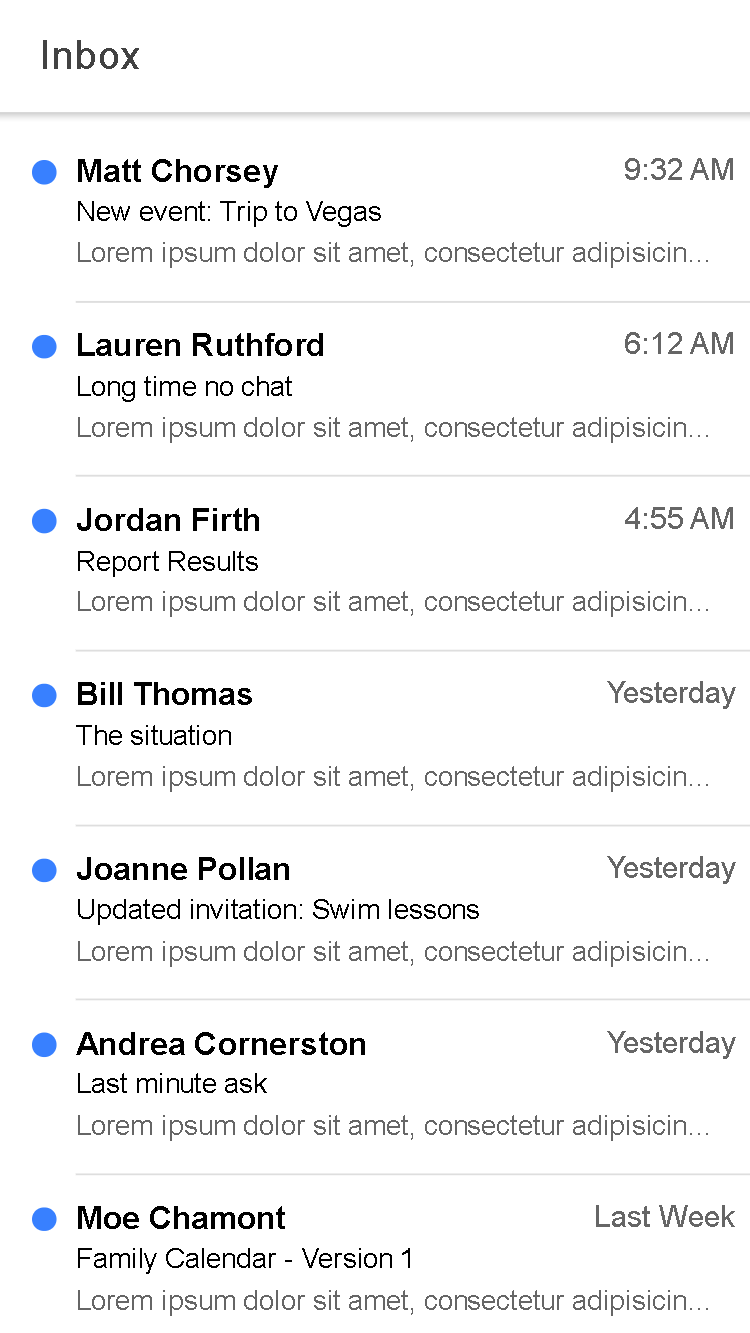 Inbox
Matt Chorsey 9:32 AM
New event: Trip to Vegas
Lorem ipsum dolor sit amet, consectetur adipisicin...
Lauren Ruthford 6:12 AM
Long time no chat
Lorem ipsum dolor sit amet, consectetur adipisicin...
Jordan Firth 4:55 AM
Report Results
Lorem ipsum dolor sit amet, consectetur adipisicin...
Bill Thomas Yesterday
The situation
Lorem ipsum dolor sit amet, consectetur adipisicin...
Joanne Pollan Yesterday
Updated invitation: Swim lessons
Lorem ipsum dolor sit amet, consectetur adipisicin...
Andrea Cornerston Yesterday
Last minute ask
Lorem ipsum dolor sit amet, consectetur adipisicin...
Moe Chamont Last Week
Family Calendar - Version 1
Lorem ipsum dolor sit amet, consectetur adipisicin...